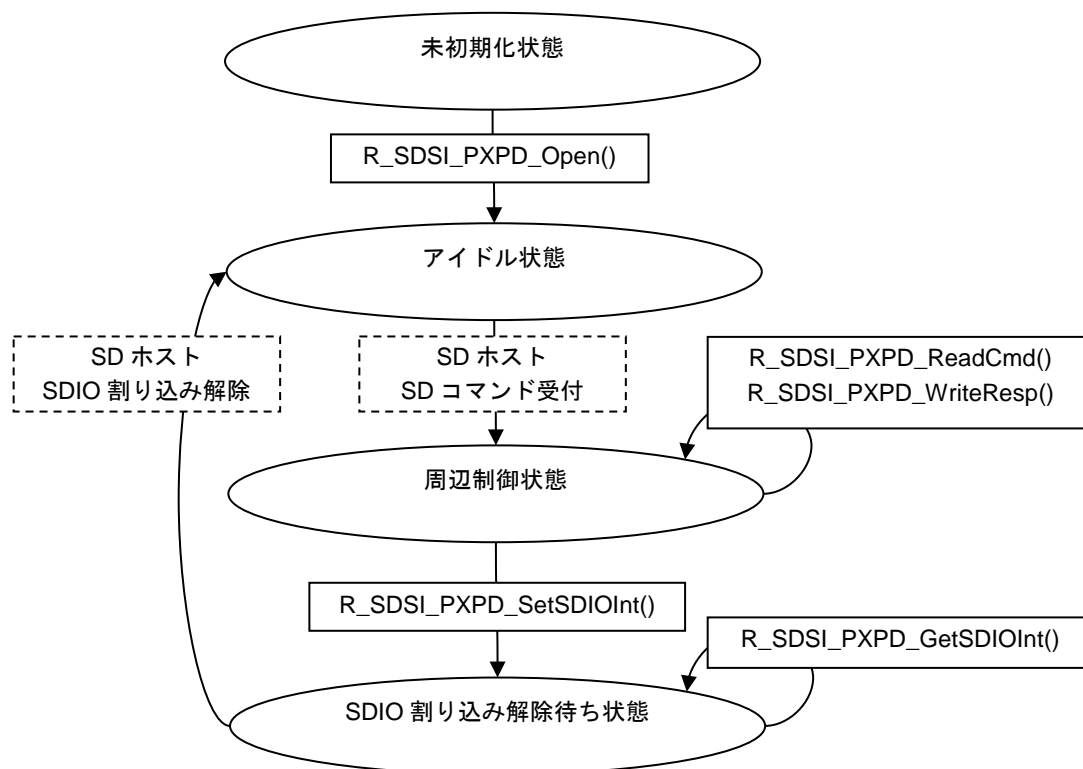 未初期化状態
R_SDSI_PXPD_Open()
アイドル状態
SD ホスト
SDIO 割り込み解除
SD ホスト
SD コマンド受付
R_SDSI_PXPD_ReadCmd()
R_SDSI_PXPD_WriteResp()
周辺制御状態
R_SDSI_PXPD_SetSDIOInt()
R_SDSI_PXPD_GetSDIOInt()
SDIO 割り込み解除待ち状態